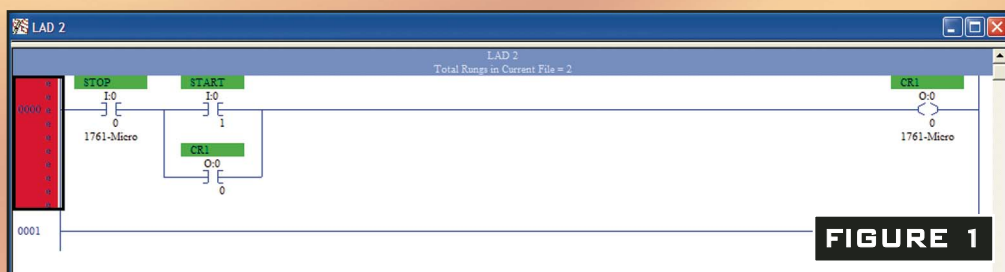 LAD 2
LAD 2
Total Rungs in Current File = 2
STOP START CR1
I:0 I:0 O:0
0000
0 1 0
1761-Micro 1761-Micro
CR1
O:0
0
0001
FIGURE 1